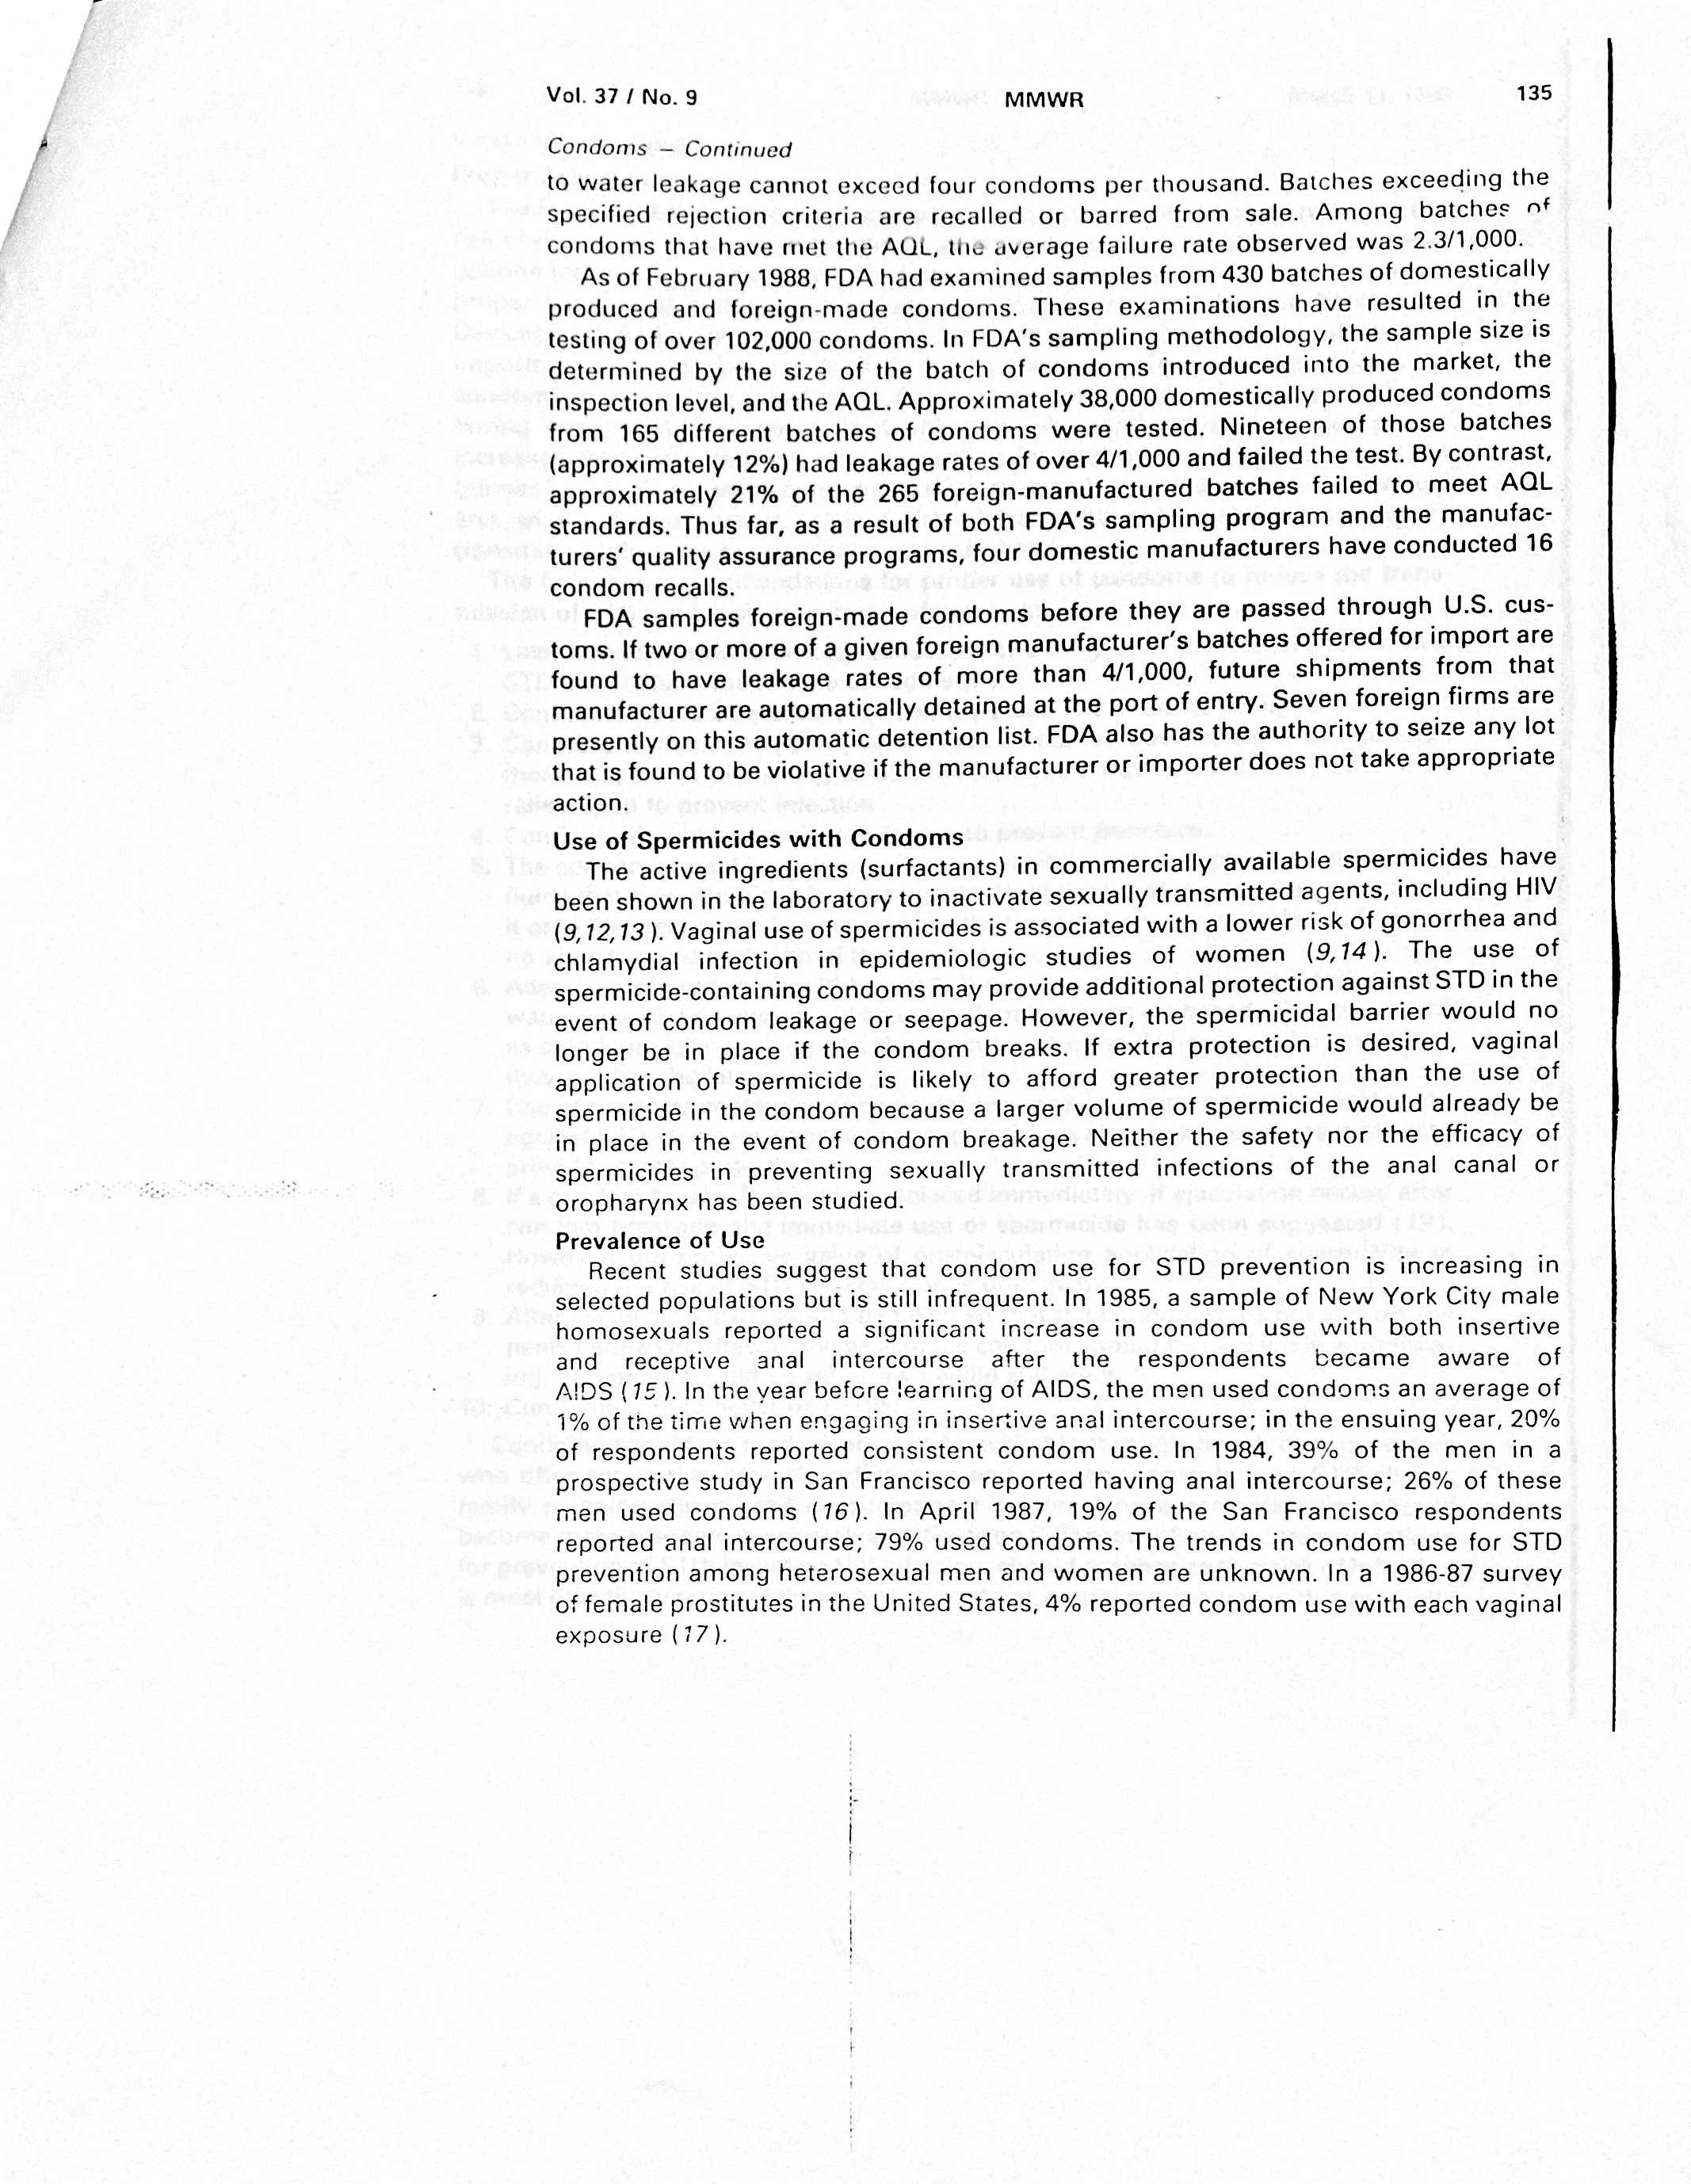 Vol. 37 / No. 9 MMWR 135
Condoms – Continued
to water leakage cannot exceed four condoms per thousand. Batches exceeding the
specified rejection criteria are recalled or barred from sale. Among batches of
condoms that have met the AQL, the average failure rate observed was 2.3/1,000.
As of February 1988, FDA had examined samples from 430 batches of domestically
produced and foreign-made condoms. These examinations have resulted in the
testing of over 102,000 condoms. In FDA's sampling methodology, the sample size is
determined by the size of the batch of condoms introduced into the market, the
inspection level, and the AQL. Approximately 38,000 domestically produced condoms
from 165 different batches of condoms were tested. Nineteen of those batches
(approximately 12%) had leakage rates of over 4/1,000 and failed the test. By contrast,
approximately 21% of the 265 foreign-manufactured batches failed to meet AQL
standards. Thus far, as a result of both FDA's sampling program and the manufac-
turers' quality assurance programs, four domestic manufacturers have conducted 16
condom recalls.
FDA samples foreign-made condoms before they are passed through U.S. cus-
toms. If two or more of a given foreign manufacturer's batches offered for import are
found to have leakage rates of more than 4/1,000, future shipments from that
manufacturer are automatically detained at the port of entry. Seven foreign firms are
presently on this automatic detention list. FDA also has the authority to seize any lot
that is found to be violative if the manufacturer or importer does not take appropriate
action.
Use of Spermicides with Condoms
The active ingredients (surfactants) in commercially available spermicides have
been shown in the laboratory to inactivate sexually transmitted agents, including HIV
(9,12,13). Vaginal use of spermicides is associated with a lower risk of gonorrhea and
chlamydial infection in epidemiologic studies of women (9,14). The use of
spermicide-containing condoms may provide additional protection against STD in the
event of condom leakage or seepage. However, the spermicidal barrier would no
longer be in place if the condom breaks. If extra protection is desired, vaginal
application of spermicide is likely to afford greater protection than the use of
spermicide in the condom because a larger volume of spermicide would already be
in place in the event of condom breakage. Neither the safety nor the efficacy of
spermicides in preventing sexually transmitted infections of the anal canal or
oropharynx has been studied.
Prevalence of Use
Recent studies suggest that condom use for STD prevention is increasing in
selected populations but is still infrequent. In 1985, a sample of New York City male
homosexuals reported a significant increase in condom use with both insertive
and receptive anal intercourse after the respondents became aware of
AIDS (15). In the year before learning of AIDS, the men used condoms an average of
1% of the time when engaging in insertive anal intercourse; in the ensuing year, 20%
of respondents reported consistent condom use. In 1984, 39% of the men in a
prospective study in San Francisco reported having anal intercourse; 26% of these
men used condoms (16). In April 1987, 19% of the San Francisco respondents
reported anal intercourse; 79% used condoms. The trends in condom use for STD
prevention among heterosexual men and women are unknown. In a 1986-87 survey
of female prostitutes in the United States, 4% reported condom use with each vaginal
exposure (17).